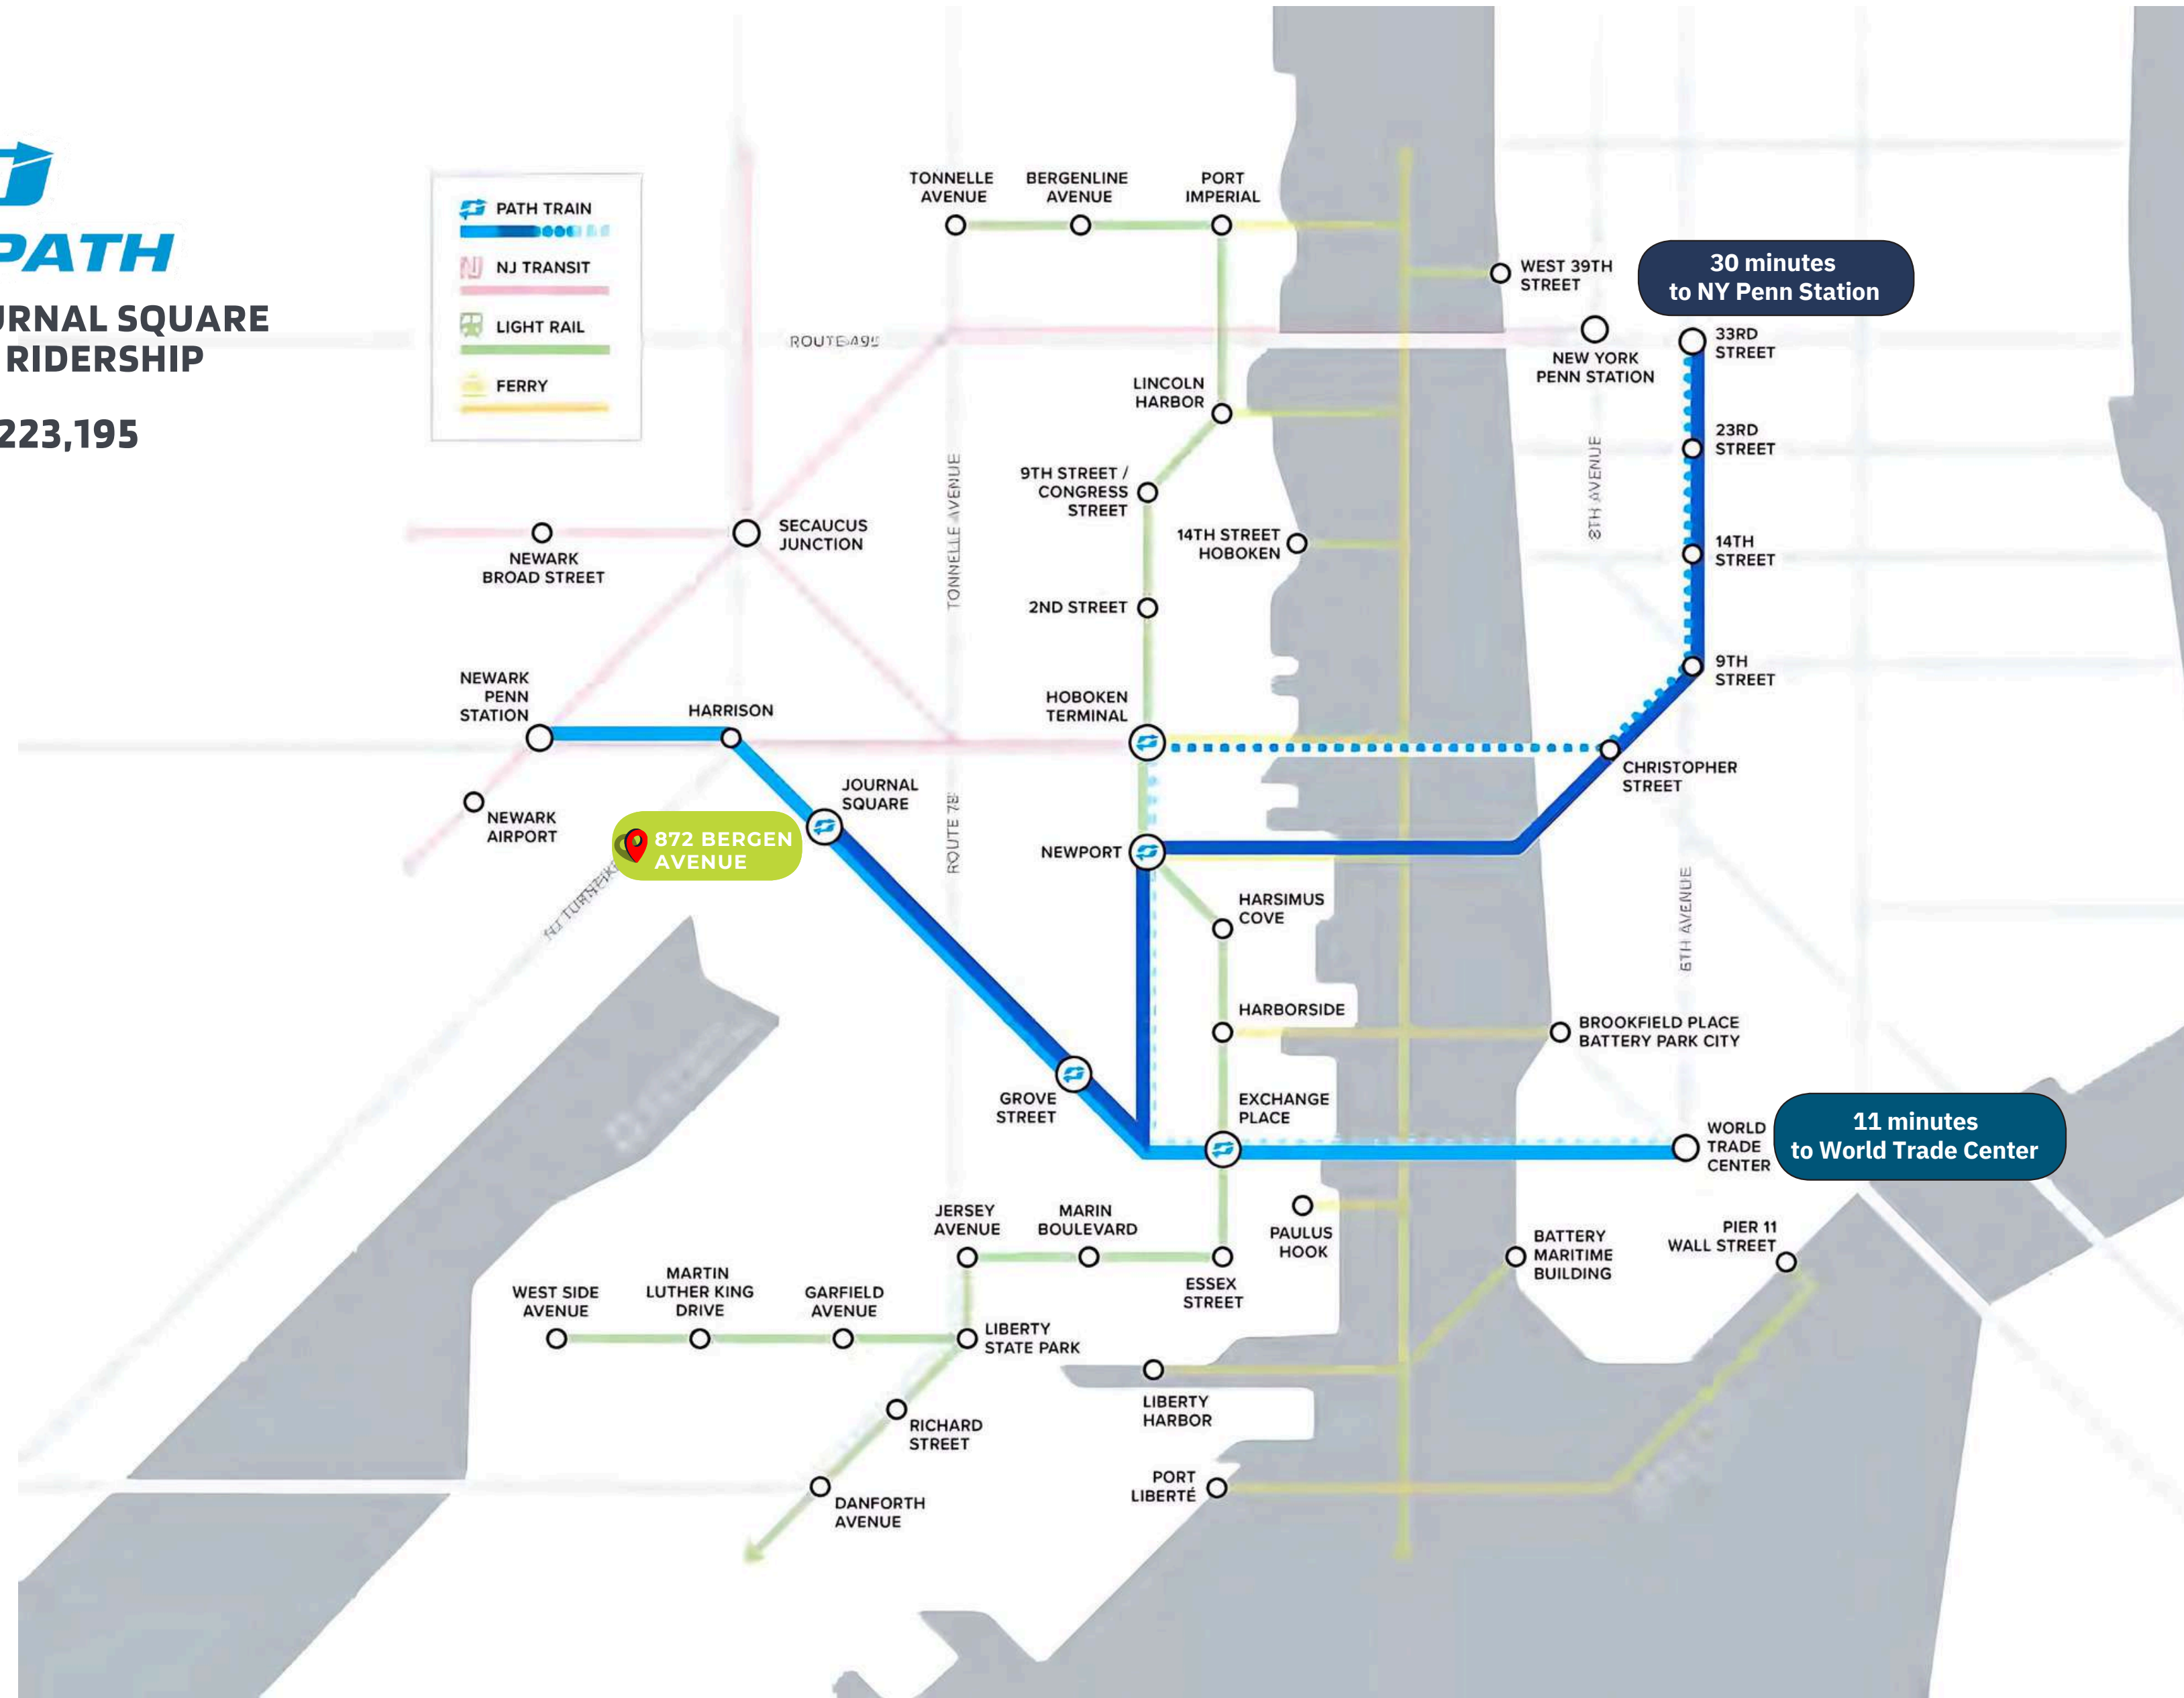 PATH
URNAL SQUARE
RIDERSHIP
223,195
PATH TRAIN
NJ TRANSIT
LIGHT RAIL
FERRY
TONNELLE
AVENUE
BERGENLINE
AVENUE
PORT
IMPERIAL
WEST 39TH
STREET
30 minutes
to NY Penn Station
ROUTE 495
NEW YORK
PENN STATION
33RD
STREET
LINCOLN
HARBOR
23RD
STREET
8TH AVENUE
TONNELLE AVENUE
9TH STREET /
CONGRESS
STREET
14TH STREET
HOBOKEN
14TH
STREET
SECAUCUS
JUNCTION
NEWARK
BROAD STREET
2ND STREET
NEWARK
PENN
STATION
HARRISON
HOBOKEN
TERMINAL
9TH
STREET
CHRISTOPHER
STREET
JOURNAL
SQUARE
NEWARK
AIRPORT
872 BERGEN
AVENUE
ROUTE 78
NEWPORT
NJ TURNPIKE
HARSIMUS
COVE
6TH AVENUE
HARBORSIDE
BROOKFIELD PLACE
BATTERY PARK CITY
GROVE
STREET
EXCHANGE
PLACE
WORLD
TRADE
CENTER
11 minutes
to World Trade Center
JERSEY
AVENUE
MARIN
BOULEVARD
PAULUS
HOOK
BATTERY
MARITIME
BUILDING
PIER 11
WALL STREET
ESSEX
STREET
WEST SIDE
AVENUE
MARTIN
LUTHER KING
DRIVE
GARFIELD
AVENUE
LIBERTY
STATE PARK
LIBERTY
HARBOR
RICHARD
STREET
PORT
LIBERTÉ
DANFORTH
AVENUE